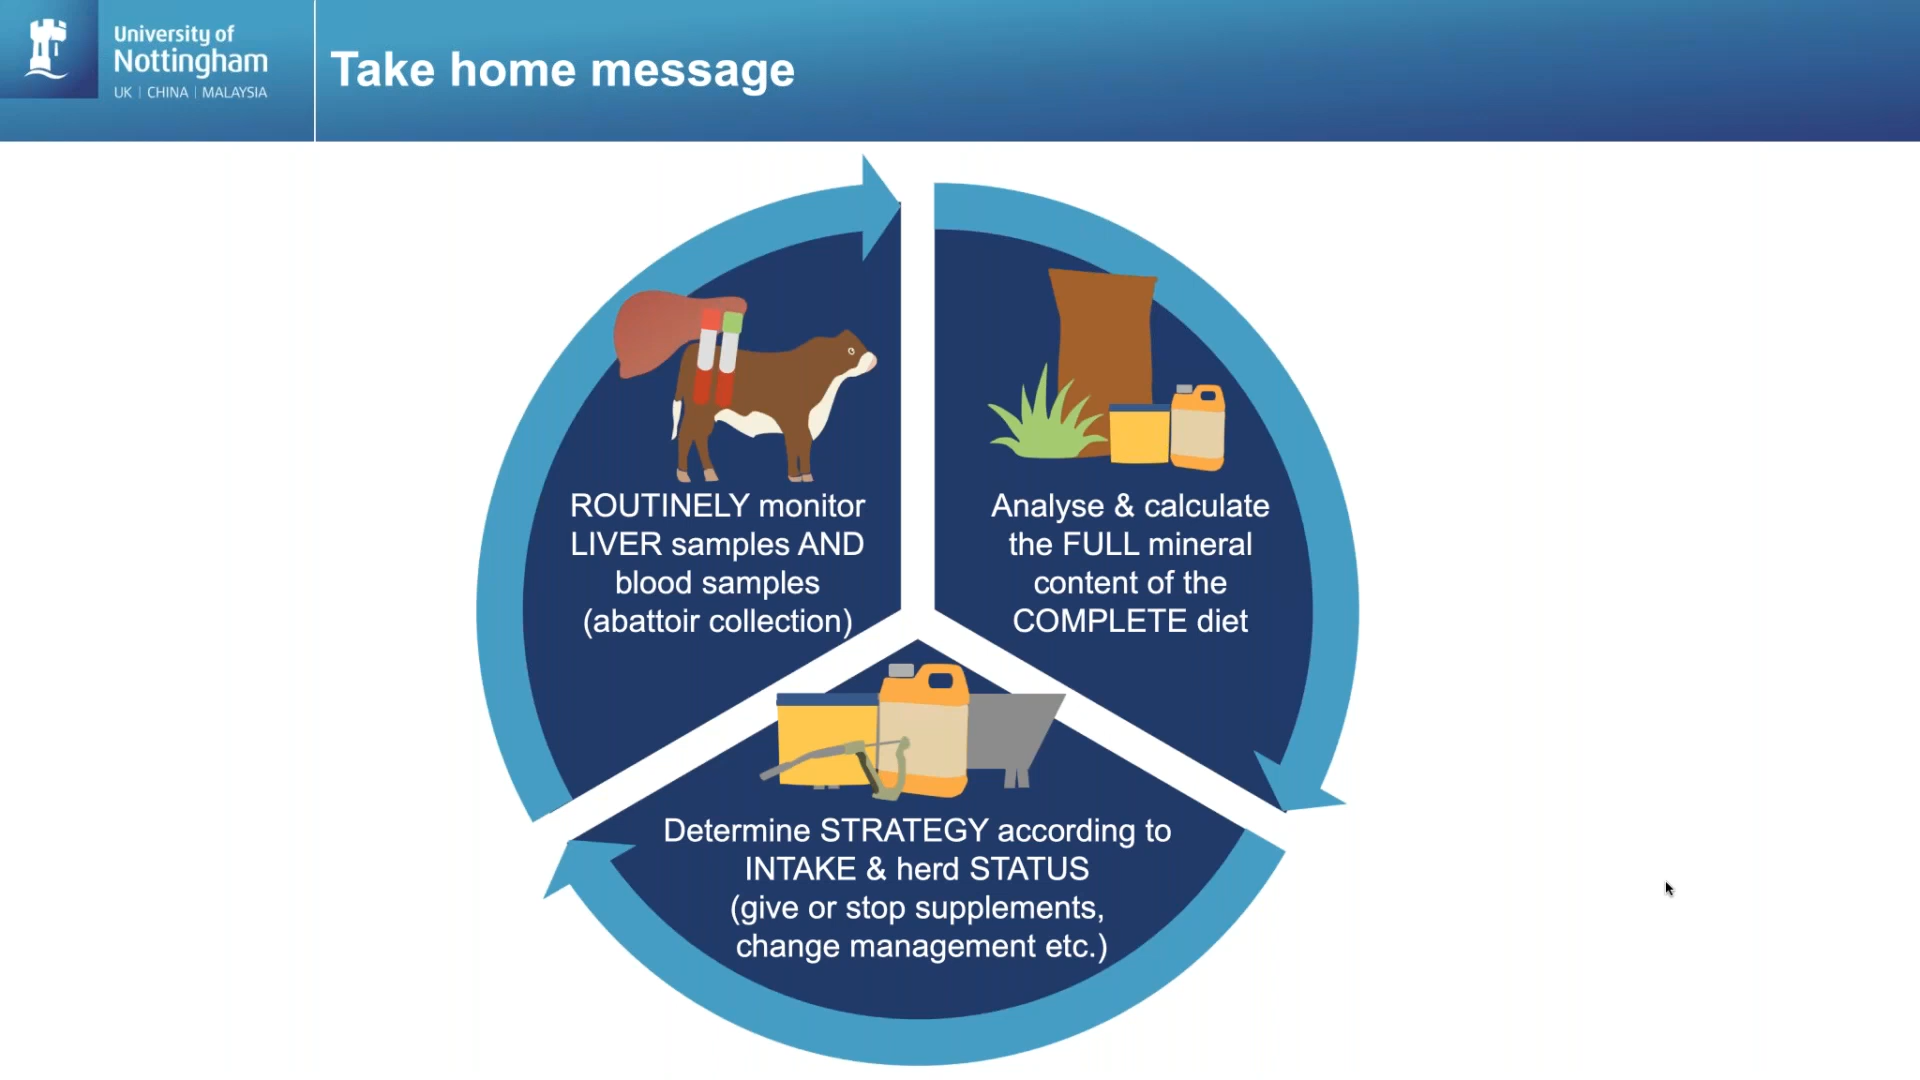 University of
Nottingham
UK | CHINA | MALAYSIA
Take home message
ROUTINELY monitor
LIVER samples AND
blood samples
(abattoir collection)
Analyse & calculate
the FULL mineral
content of the
COMPLETE diet
Determine STRATEGY according to
INTAKE & herd STATUS
(give or stop supplements,
change management etc.)